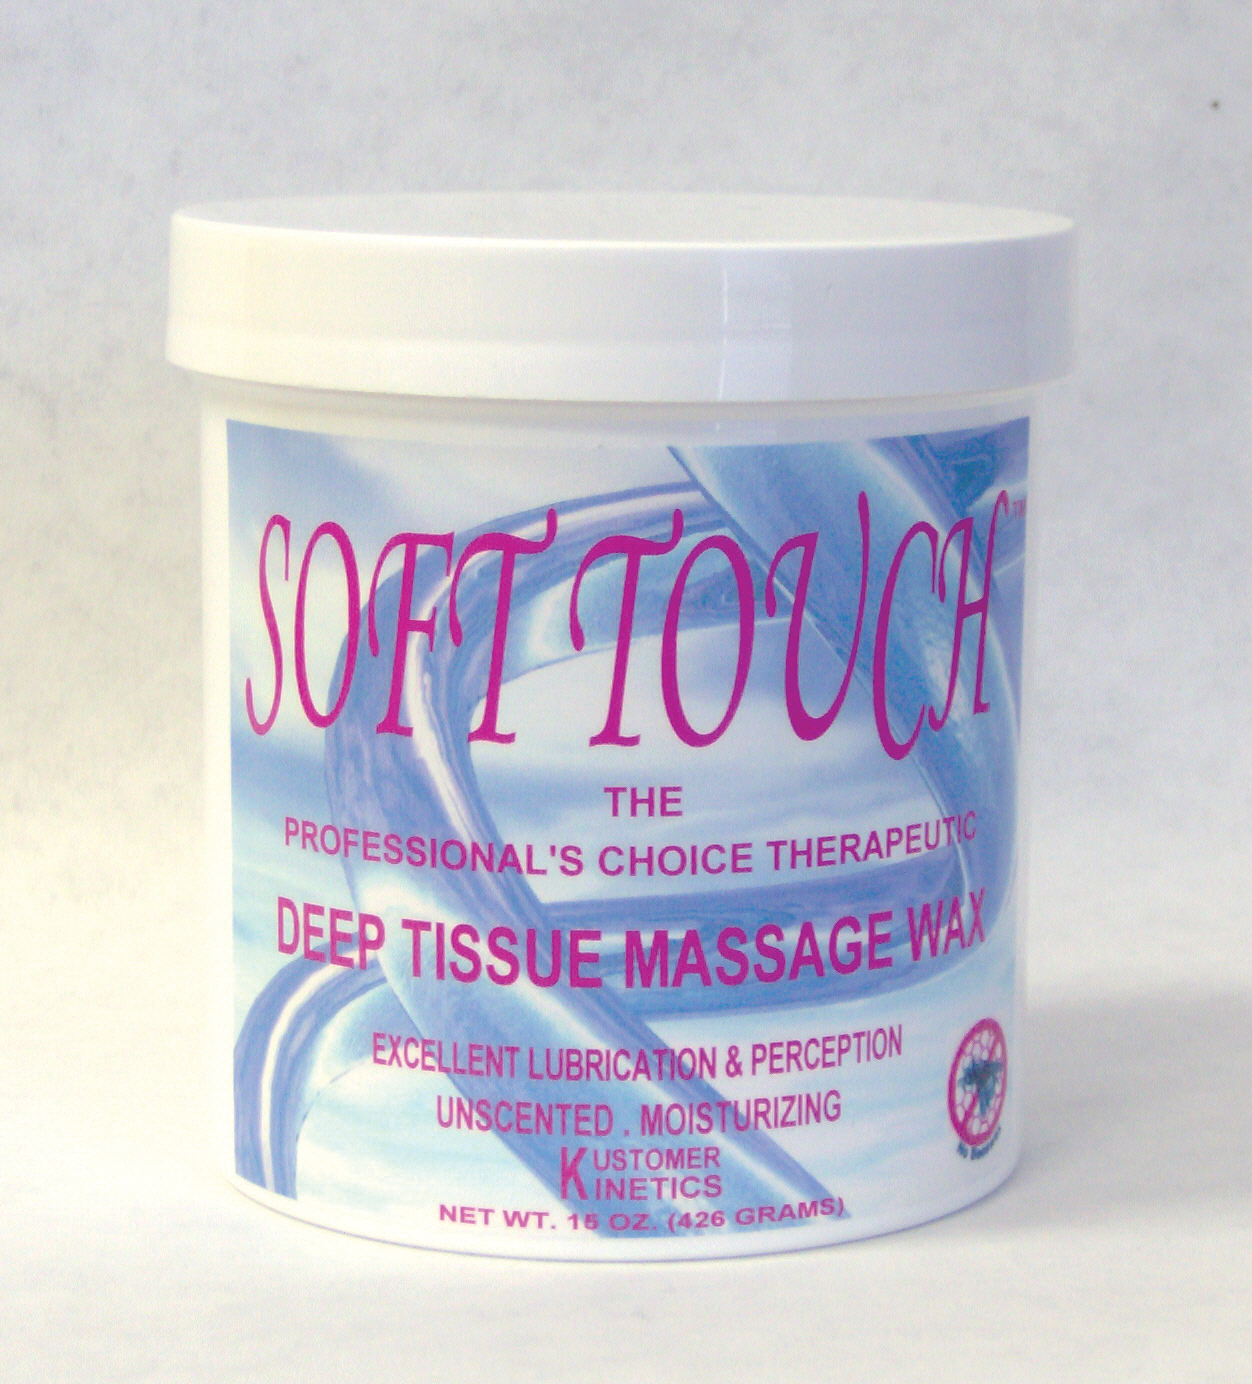 SOFT TOUCH™
THE
PROFESSIONAL'S CHOICE THERAPEUTIC
DEEP TISSUE MASSAGE WAX
EXCELLENT LUBRICATION & PERCEPTION
UNSCENTED . MOISTURIZING
KUSTOMER
KINETICS
NET WT. 15 OZ. (426 GRAMS)
No